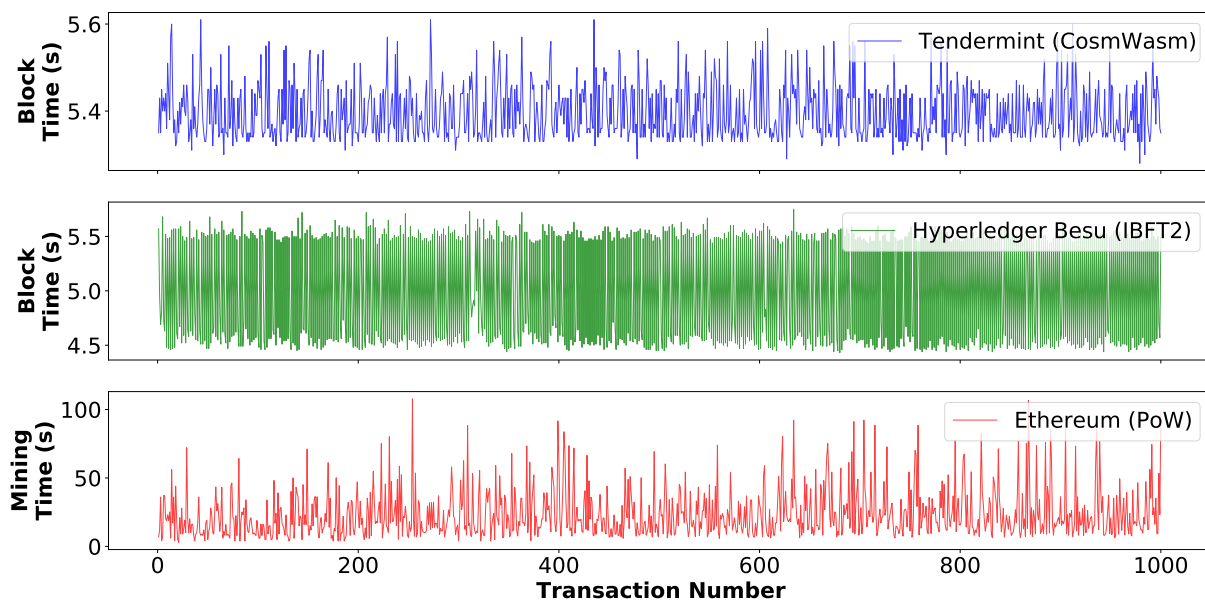 Block
Time (s)
5.6
5.4
Tendermint (CosmWasm)
Block
Time (s)
5.5
5.0
4.5
Hyperledger Besu (IBFT2)
Mining
Time (s)
100
50
0
Ethereum (PoW)
0 200 400 600 800 1000
Transaction Number